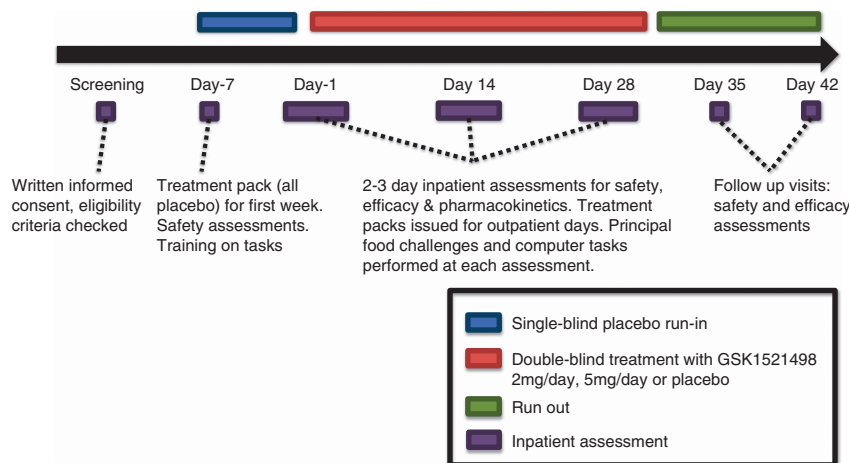 Screening Day-7 Day-1 Day 14 Day 28 Day 35 Day 42
Written informed
consent, eligibility
criteria checked
Treatment pack (all
placebo) for first week.
Safety assessments.
Training on tasks
2-3 day inpatient assessments for safety,
efficacy & pharmacokinetics. Treatment
packs issued for outpatient days. Principal
food challenges and computer tasks
performed at each assessment.
Follow up visits:
safety and efficacy
assessments
Single-blind placebo run-in
Double-blind treatment with GSK1521498
2mg/day, 5mg/day or placebo
Run out
Inpatient assessment